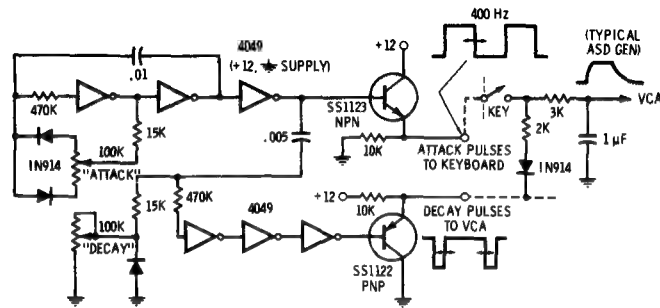 400 Hz
(TYPICAL
ASD GEN)
4049
(+12, SUPPLY)
+12
.01
470K
SS1123
NPN
KEY
3K
VCA
15K
.005
10K
ATTACK PULSES
TO KEYBOARD
2K
1 µF
1N914
100K
"ATTACK"
1N914
15K
470K
+12
10K
DECAY PULSES
TO VCA
100K
"DECAY"
4049
SS1122
PNP